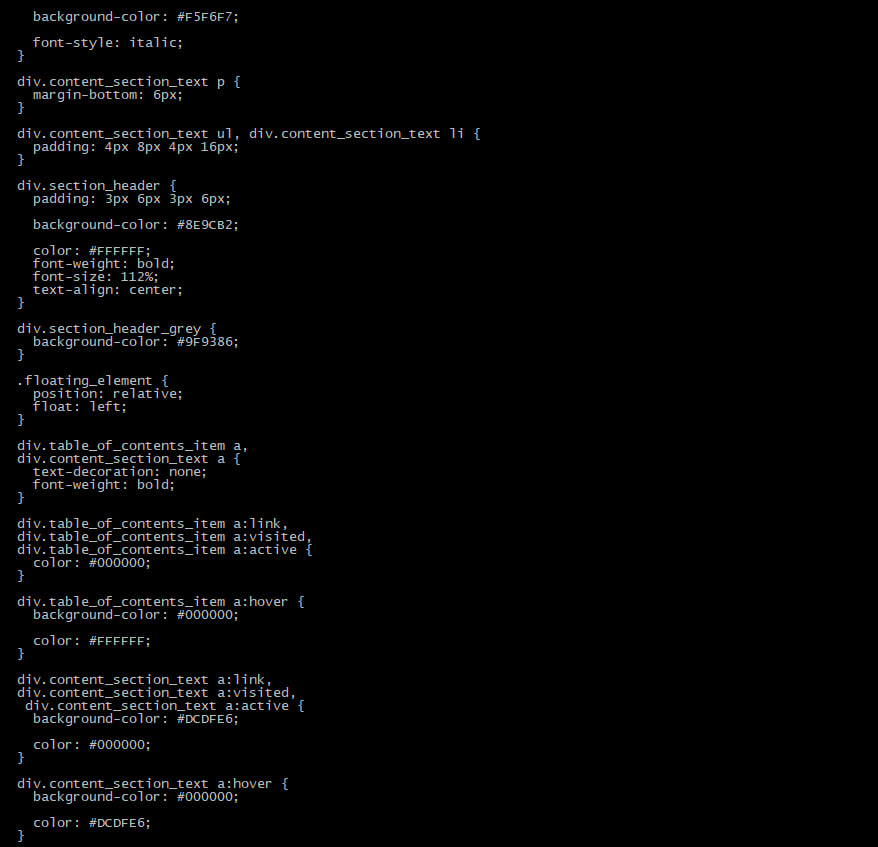 background-color: #F5F6F7;
font-style: italic;
}
div.content_section_text p {
margin-bottom: 6px;
}
div.content_section_text ul, div.content_section_text li {
padding: 4px 8px 4px 16px;
}
div.section_header {
padding: 3px 6px 3px 6px;
background-color: #8E9CB2;
color: #FFFFFF;
font-weight: bold;
font-size: 112%;
text-align: center;
}
div.section_header_grey {
background-color: #9F9386;
}
.floating_element {
position: relative;
float: left;
}
div.table_of_contents_item a,
div.content_section_text a {
text-decoration: none;
font-weight: bold;
}
div.table_of_contents_item a:link,
div.table_of_contents_item a:visited,
div.table_of_contents_item a:active {
color: #000000;
}
div.table_of_contents_item a:hover {
background-color: #000000;
color: #FFFFFF;
}
div.content_section_text a:link,
div.content_section_text a:visited,
div.content_section_text a:active {
background-color: #DCDFE6;
color: #000000;
}
div.content_section_text a:hover {
background-color: #000000;
color: #DCDFE6;
}